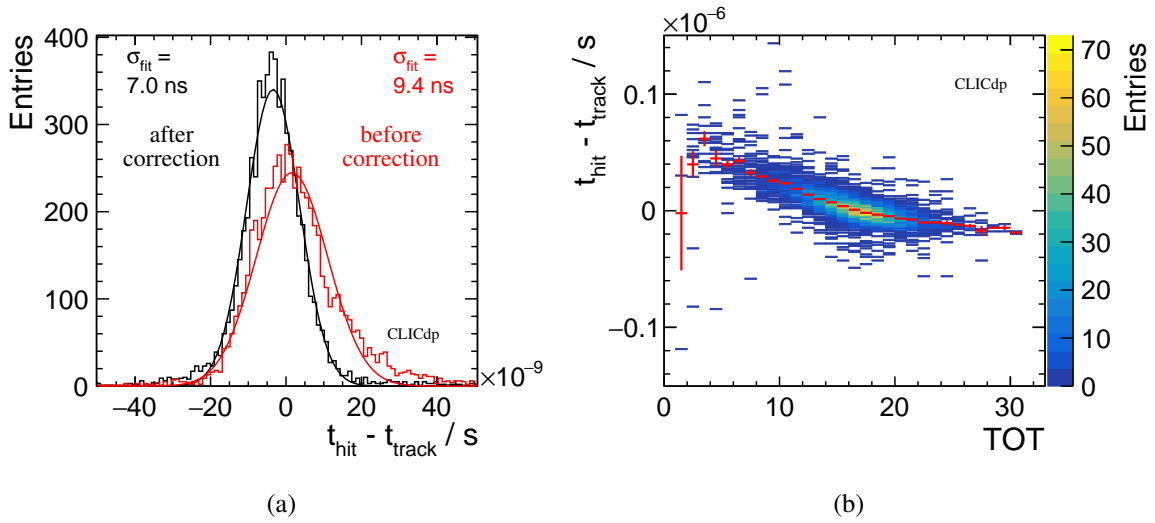 Entries
400
300
200
100
0
σfit =
7.0 ns
after
correction
σfit =
9.4 ns
before
correction
CLICdp
−40 −20 0 20 40
×10−9
thit - ttrack / s
(a)
×10−6
thit - ttrack / s
0.1
0
−0.1
CLICdp
0 10 20 30
TOT
70
60
50
40
30
20
10
0
Entries
(b)